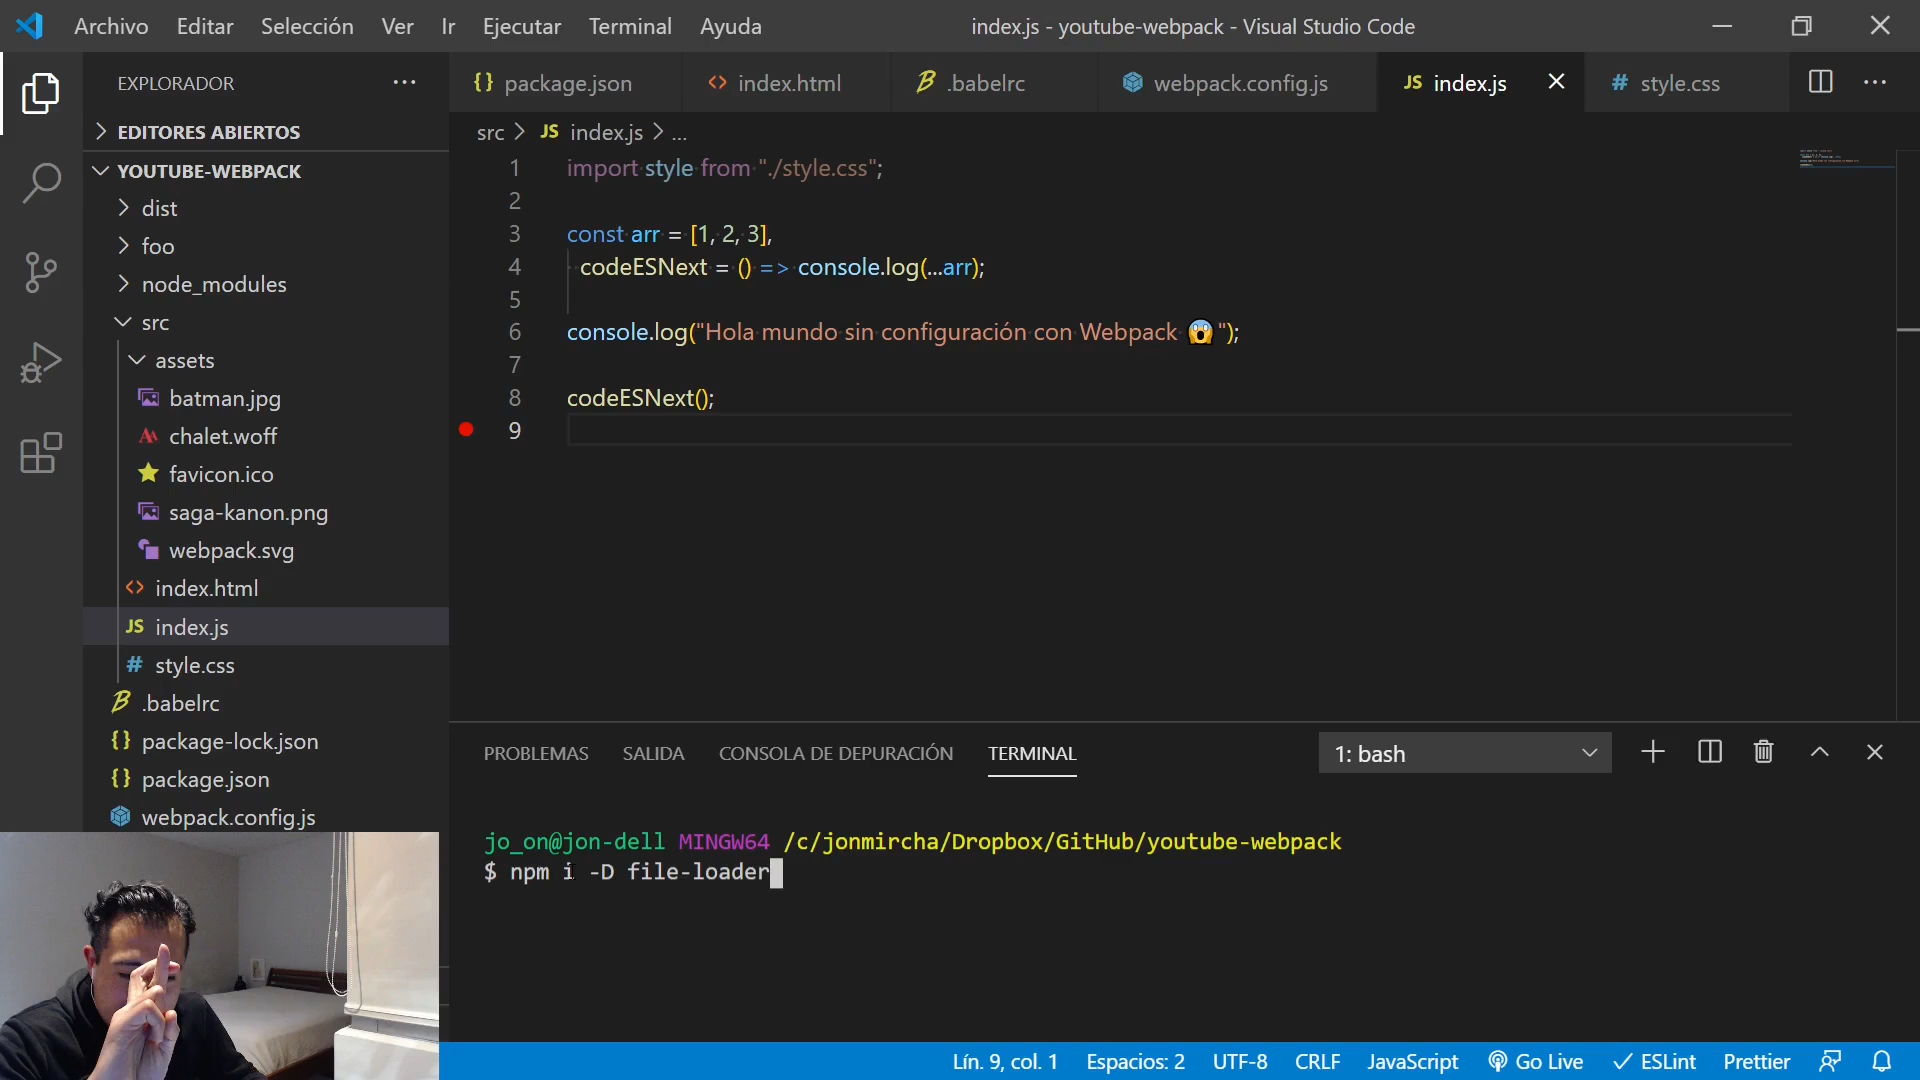 Archivo Editar Selección Ver Ir Ejecutar Terminal Ayuda
index.js - youtube-webpack - Visual Studio Code
EXPLORADOR
EDITORES ABIERTOS
YOUTUBE-WEBPACK
dist
foo
node_modules
src
assets
batman.jpg
chalet.woff
favicon.ico
saga-kanon.png
webpack.svg
index.html
JS index.js
# style.css
.babelrc
{} package-lock.json
{} package.json
webpack.config.js
{} package.json
<> index.html
.babelrc
webpack.config.js
JS index.js
# style.css
src > JS index.js > ...
1 import style from "./style.css";
2
3 const arr = [1, 2, 3],
4 codeESNext = () => console.log(...arr);
5
6 console.log("Hola mundo sin configuración con Webpack 😱");
7
8 codeESNext();
9
PROBLEMAS SALIDA CONSOLA DE DEPURACIÓN TERMINAL
1: bash
jo_on@jon-dell MINGW64 /c/jonmircha/Dropbox/GitHub/youtube-webpack
$ npm i -D file-loader
Lín. 9, col. 1 Espacios: 2 UTF-8 CRLF JavaScript Go Live ESLint Prettier